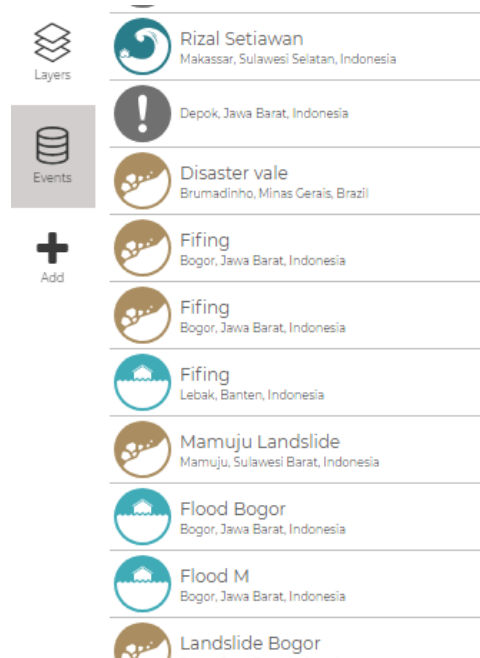 Layers
Events
Add
Rizal Setiawan
Makassar, Sulawesi Selatan, Indonesia
Depok, Jawa Barat, Indonesia
Disaster vale
Brumadinho, Minas Gerais, Brazil
Fifing
Bogor, Jawa Barat, Indonesia
Fifing
Bogor, Jawa Barat, Indonesia
Fifing
Lebak, Banten, Indonesia
Mamuju Landslide
Mamuju, Sulawesi Barat, Indonesia
Flood Bogor
Bogor, Jawa Barat, Indonesia
Flood M
Bogor, Jawa Barat, Indonesia
Landslide Bogor